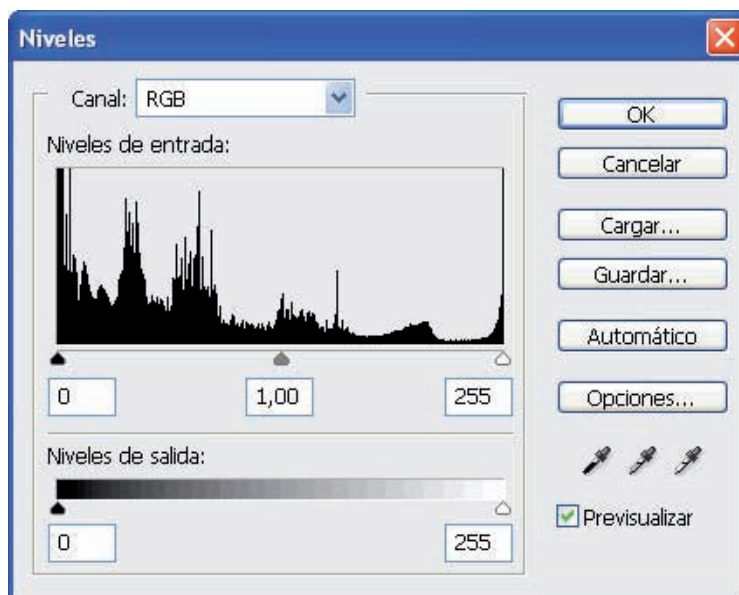 Niveles
Canal: RGB
OK
Niveles de entrada:
Cancelar
Cargar...
Guardar...
Automático
0
1,00
255
Opciones...
Niveles de salida:
Previsualizar
0
255